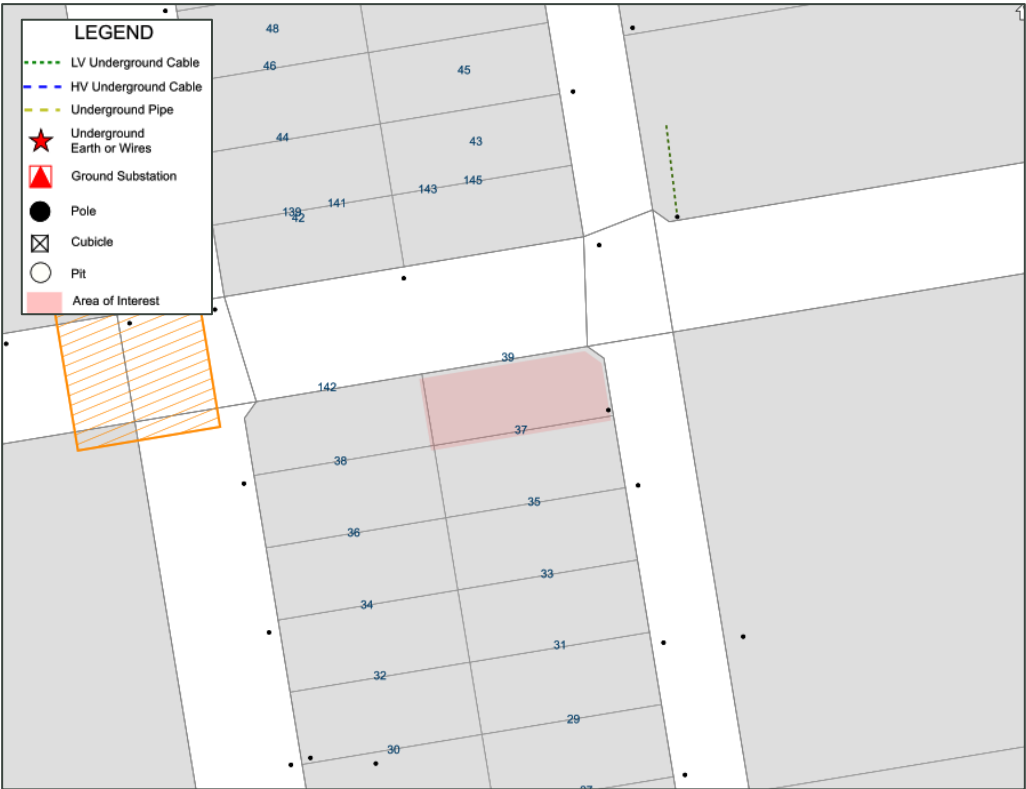 LEGEND
LV Underground Cable
HV Underground Cable
Underground Pipe
Underground
Earth or Wires
Ground Substation
Pole
Cubicle
Pit
Area of Interest
48
46
45
44
43
145
143
141
139
42
39
142
37
38
35
36
33
34
31
32
29
30
27